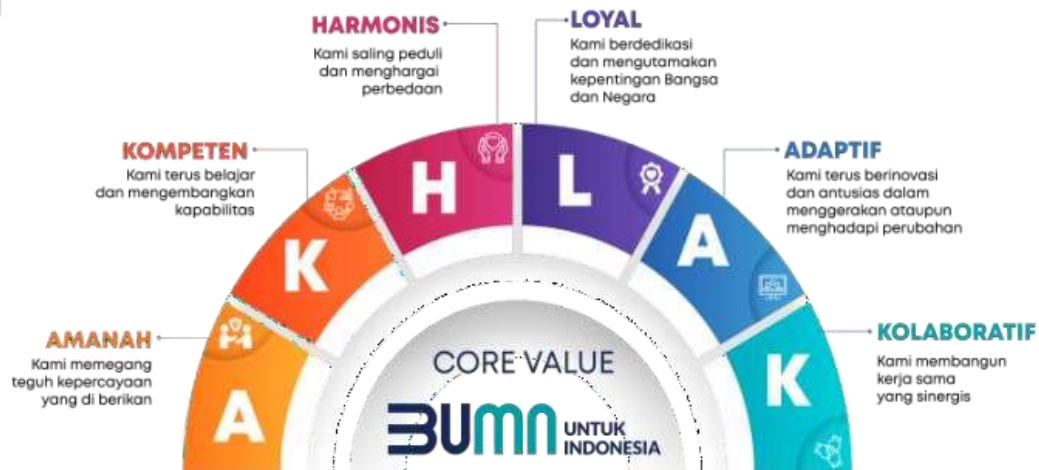 HARMONIS
Kami saling peduli
dan menghargai
perbedaan
LOYAL
Kami berdedikasi
dan mengutamakan
kepentingan Bangsa
dan Negara
KOMPETEN
Kami terus belajar
dan mengembangkan
kapabilitas
ADAPTIF
Kami terus berinovasi
dan antusias dalam
menggerakan ataupun
menghadapi perubahan
AMANAH
Kami memegang
teguh kepercayaan
yang di berikan
KOLABORATIF
Kami membangun
kerja sama
yang sinergis
A
K
H
L
A
K
CORE VALUE
BUMN UNTUK
INDONESIA